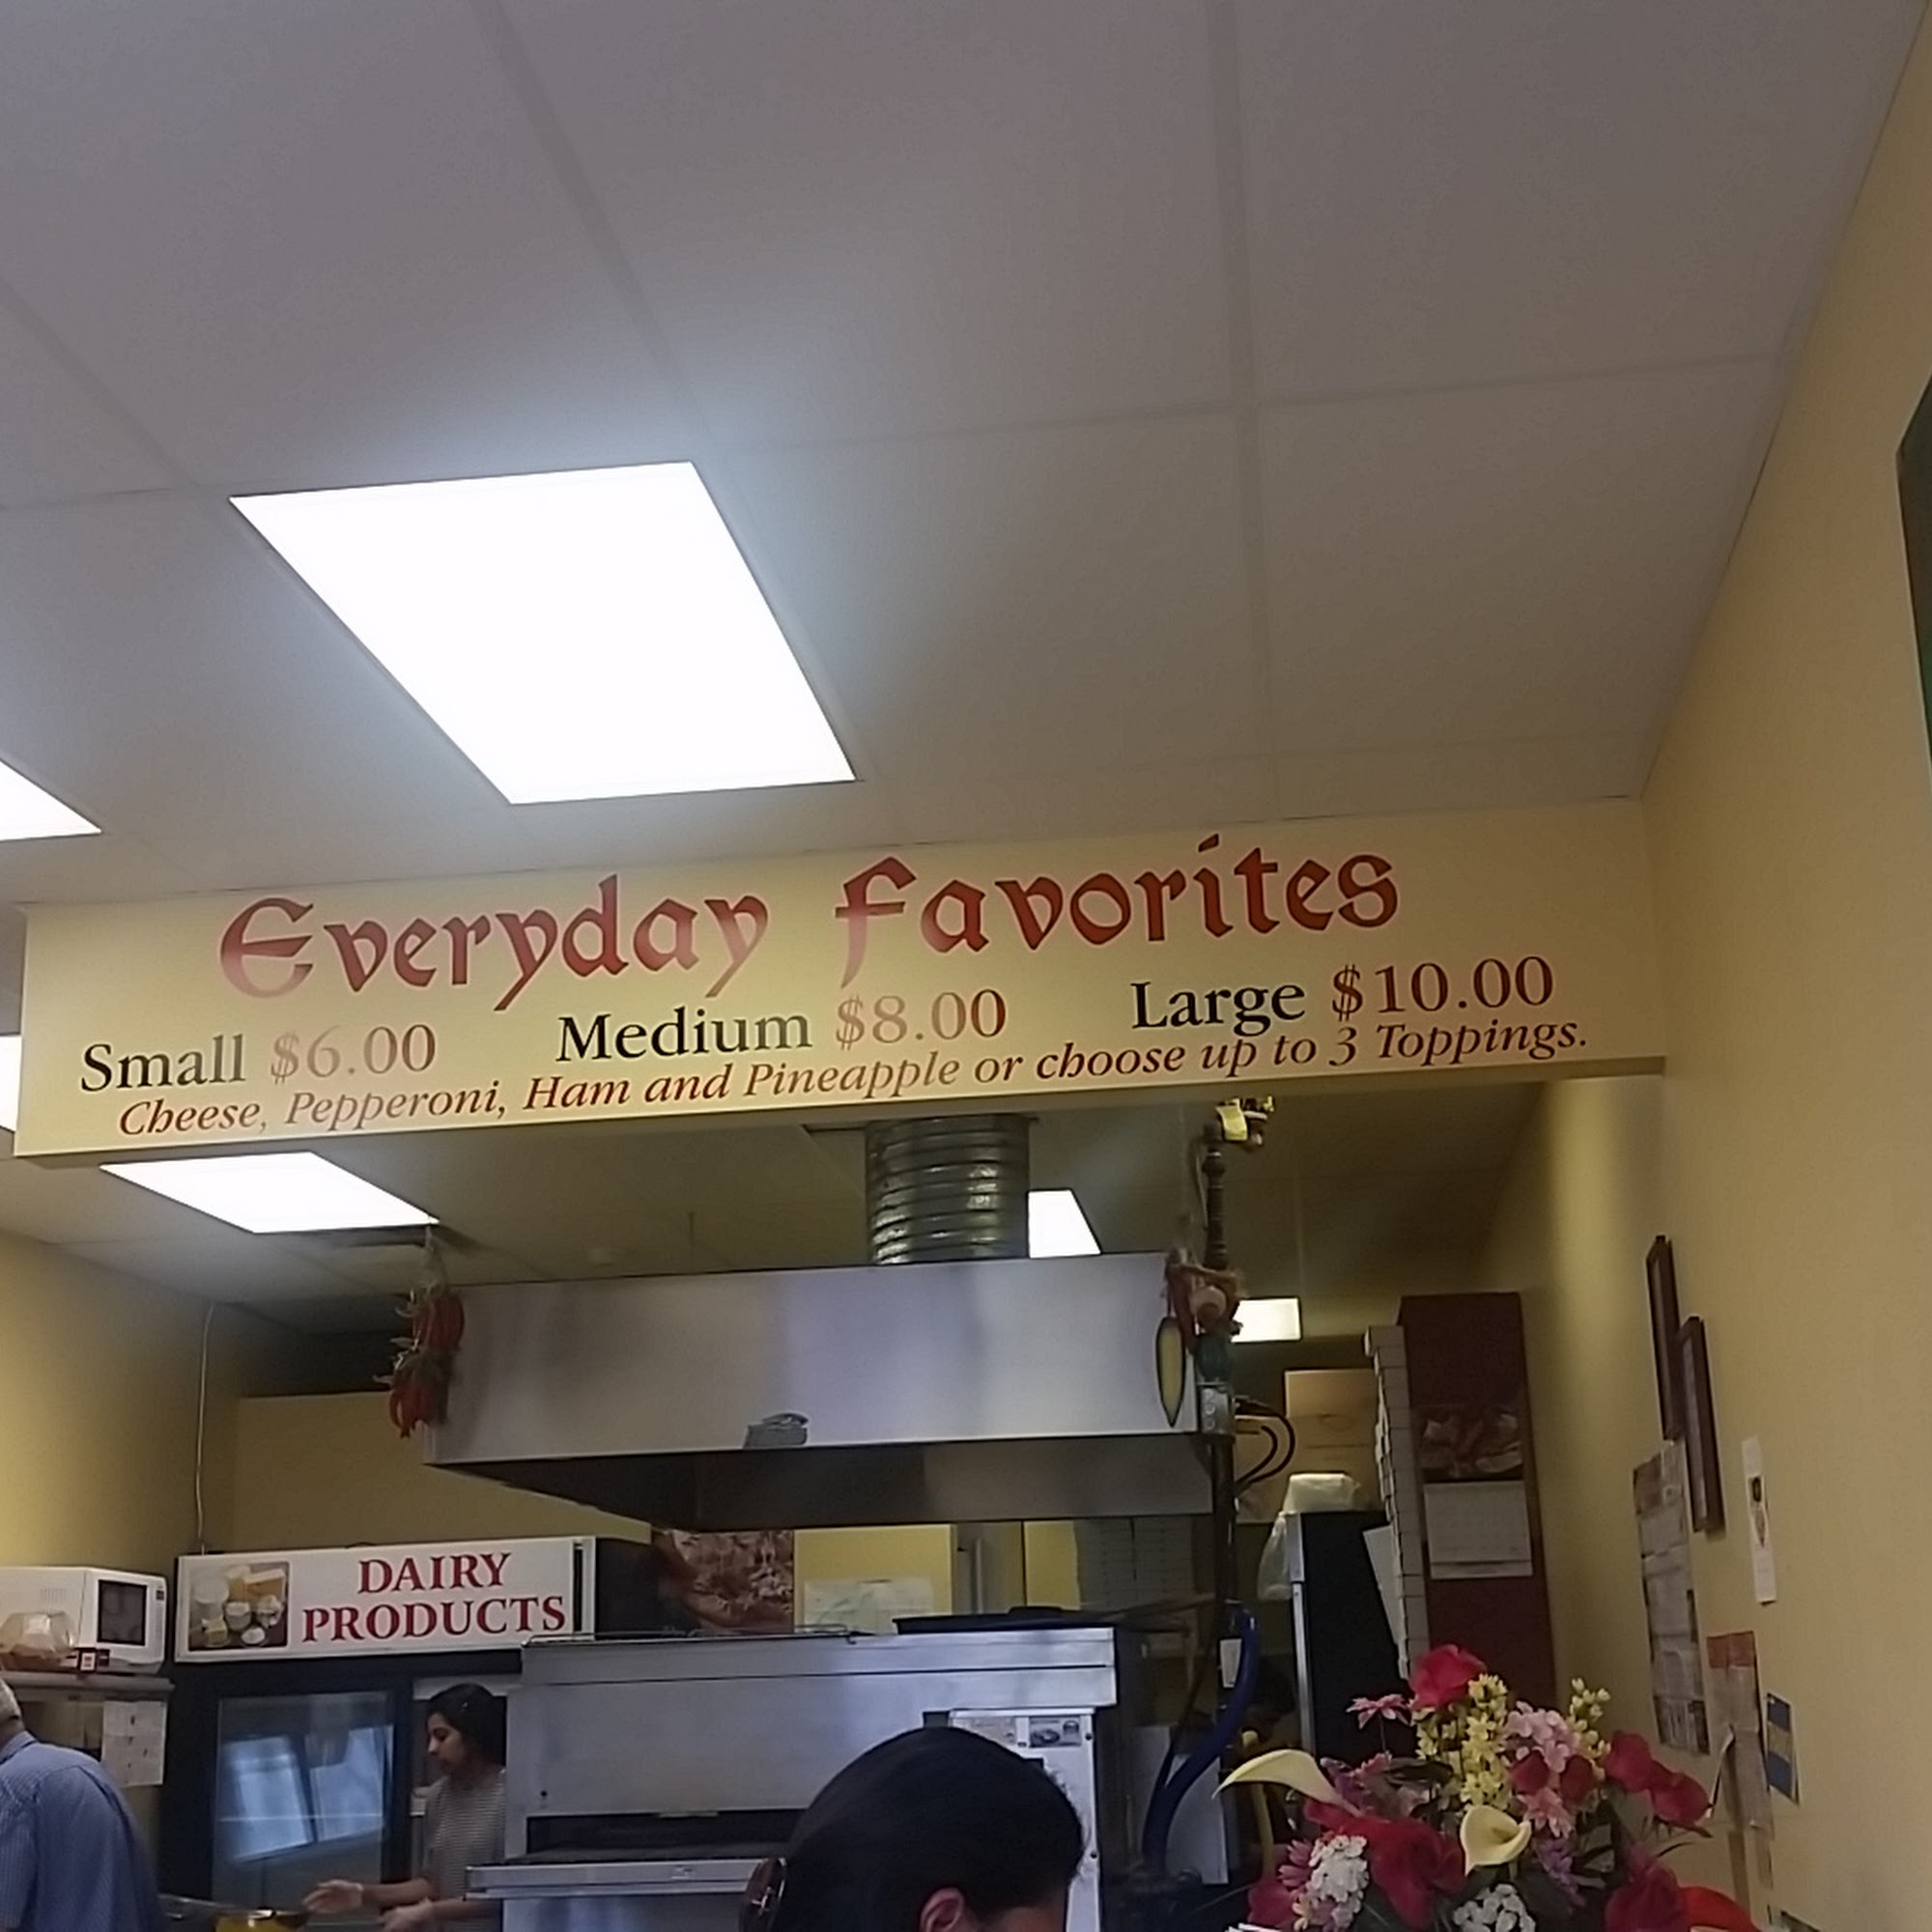 Everyday Favorites
Small $6.00 Medium $8.00 Large $10.00
Cheese, Pepperoni, Ham and Pineapple or choose up to 3 Toppings.
DAIRY
PRODUCTS